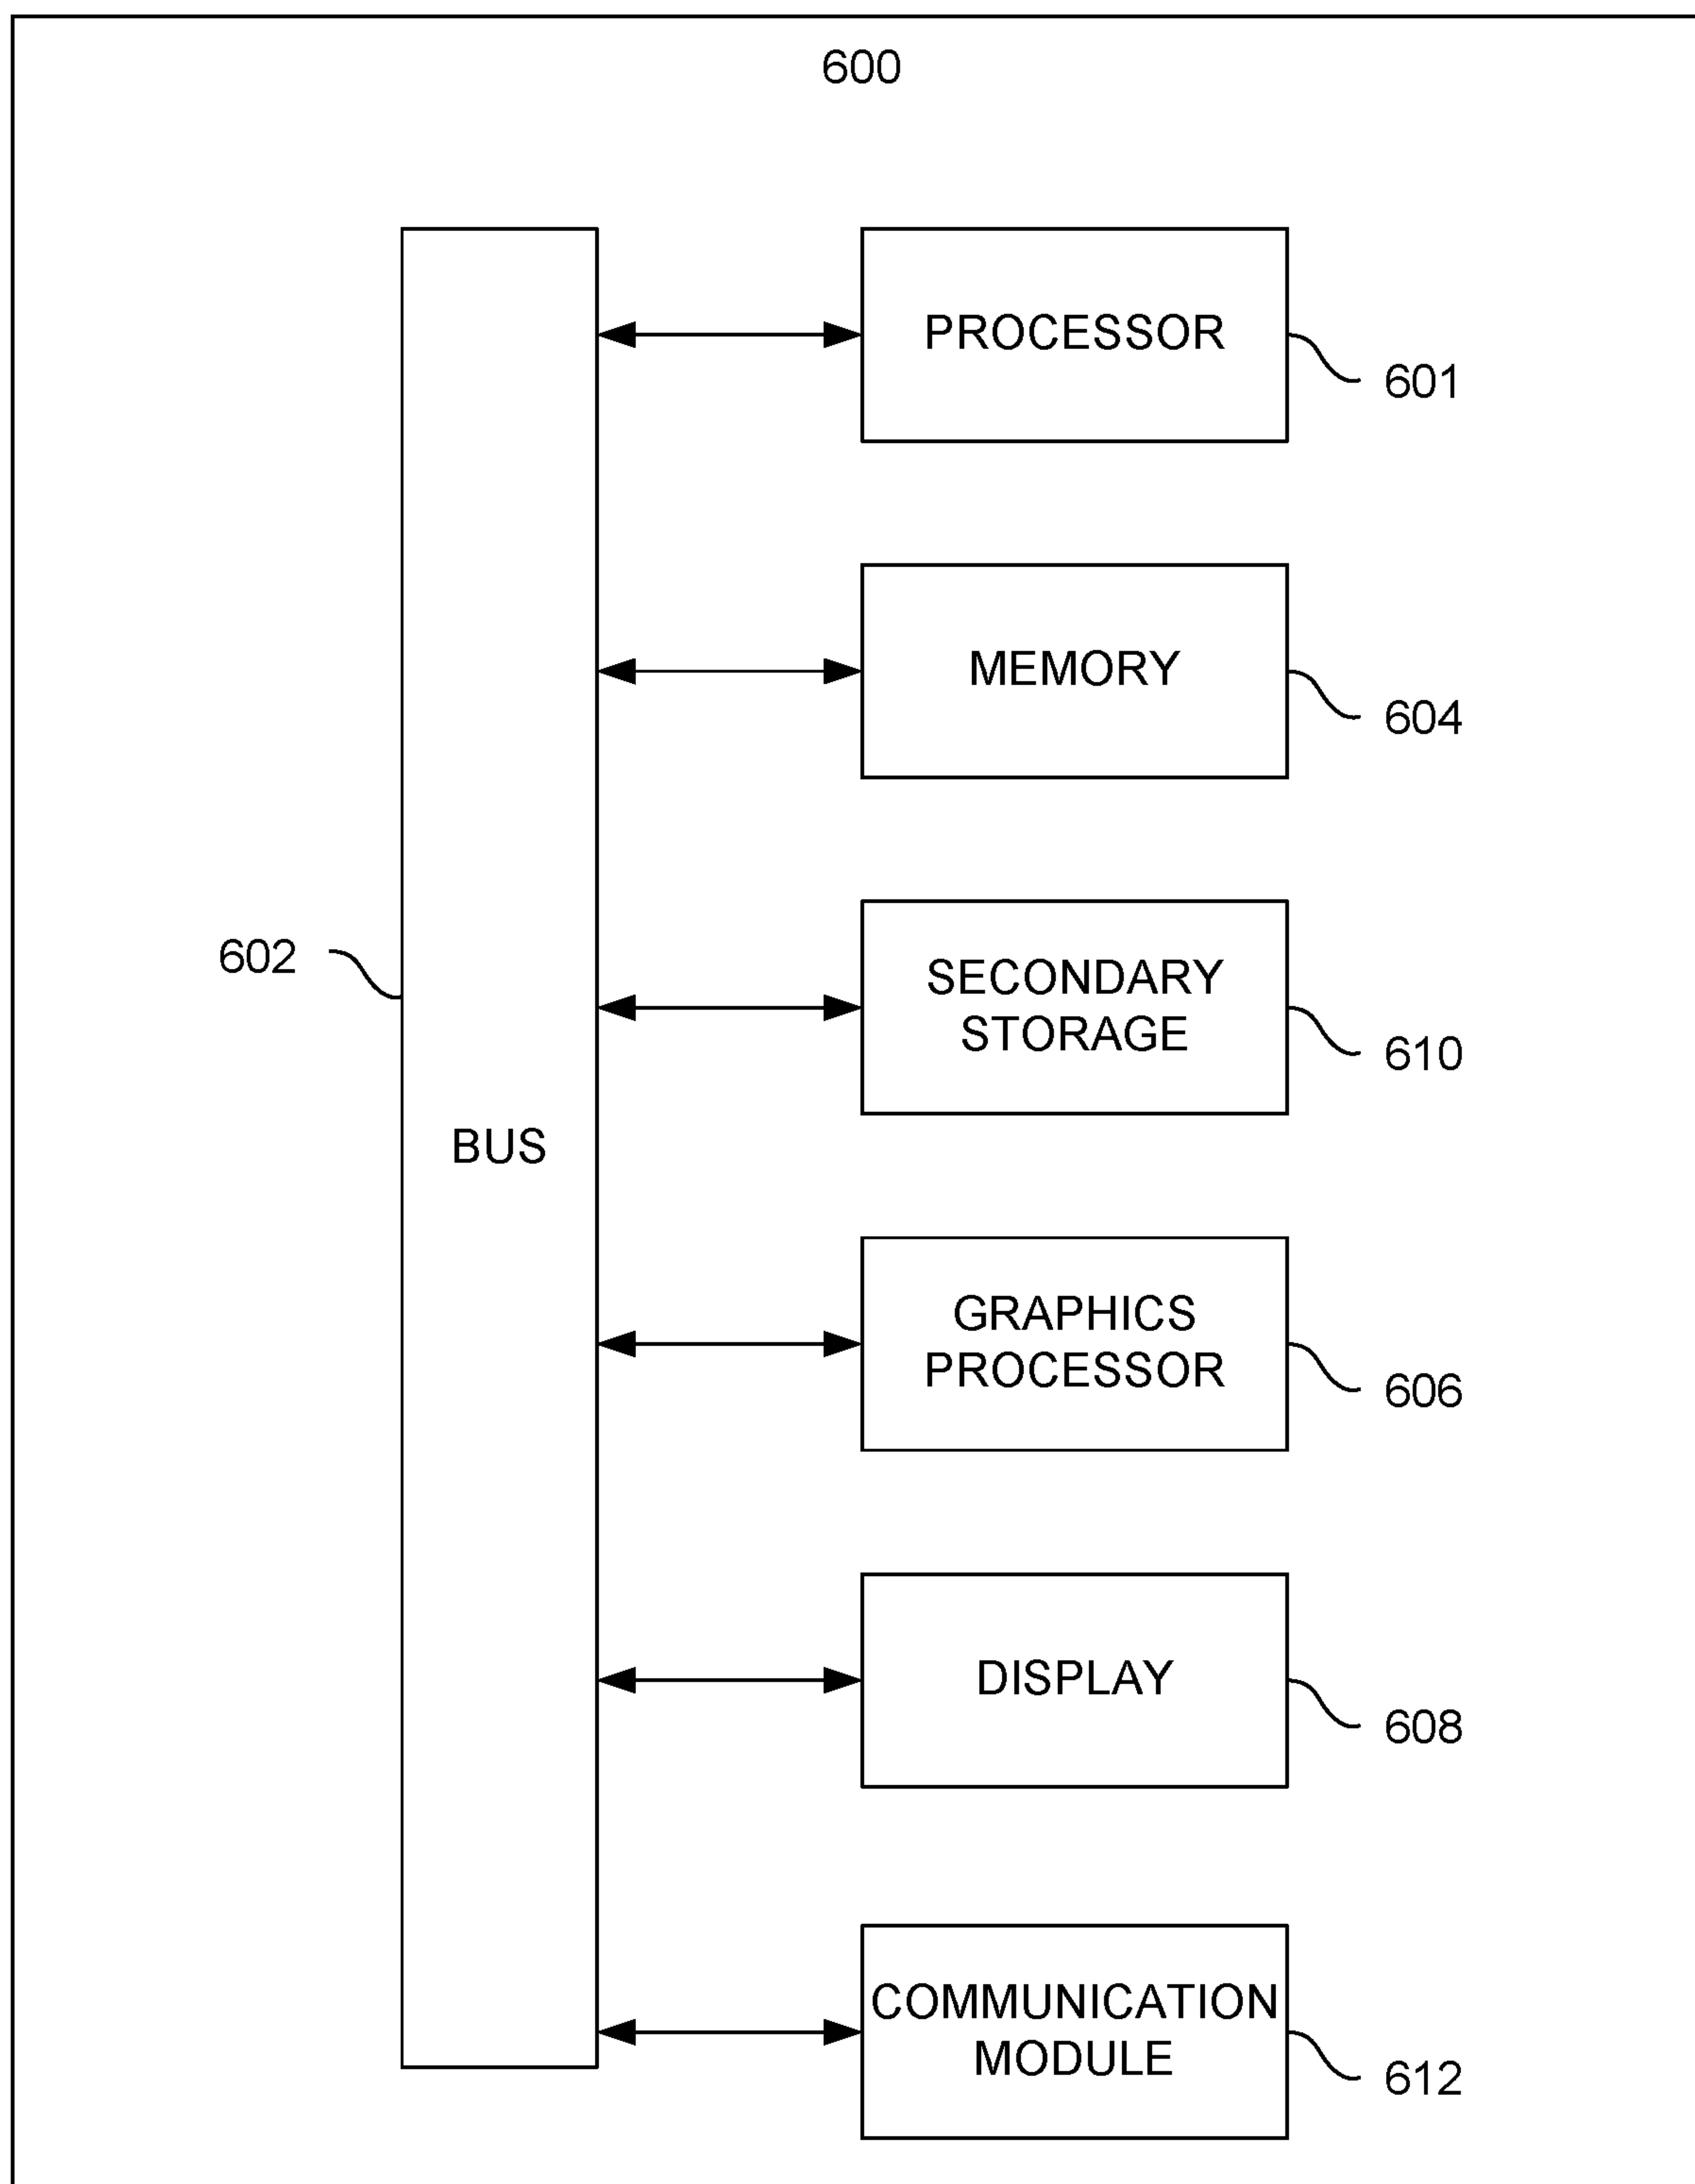 600
PROCESSOR
601
MEMORY
604
602
SECONDARY
STORAGE
610
BUS
GRAPHICS
PROCESSOR
606
DISPLAY
608
COMMUNICATION
MODULE
612